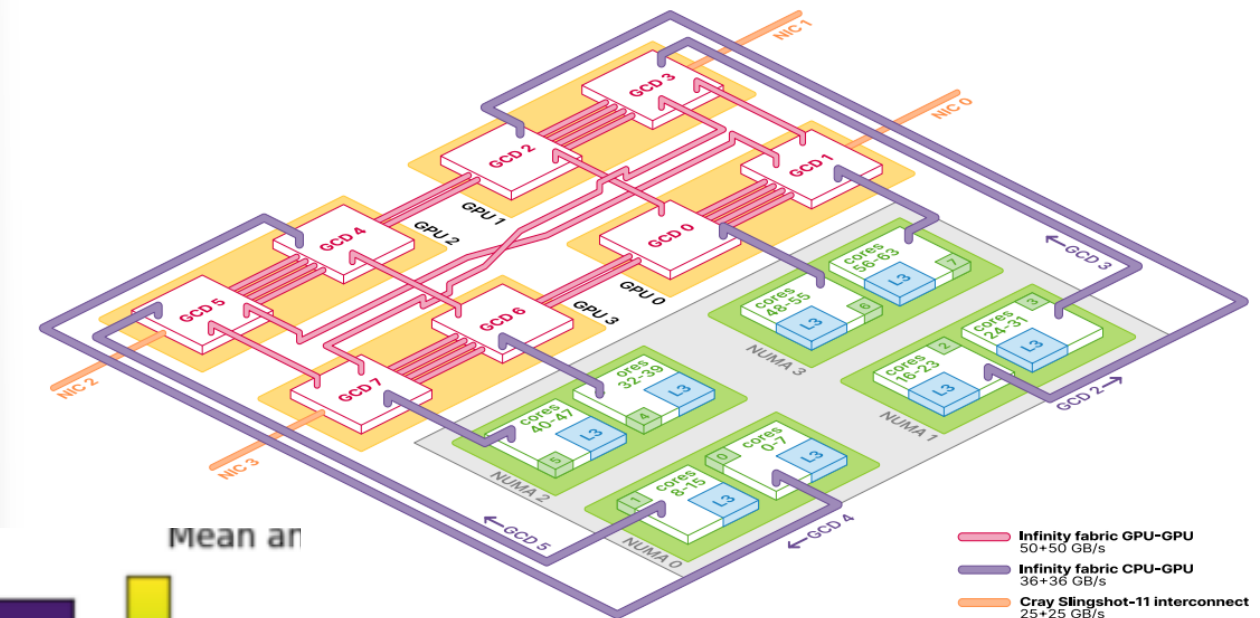 NIC 1
GCD 3
NIC 0
GCD 2
GCD 1
GPU 1
GCD 4
GPU 2
GCD 0
GCD 3
cores
56-63
7
L3
GPU 0
cores
48-55
6
L3
GCD 5
GCD 6
GPU 3
3
cores
24-31
L3
NUMA 3
2
cores
16-23
L3
NIC 2
GCD 7
ores
32-39
L3
4
GCD 2
NUMA 1
cores
40-47
L3
5
0
cores
0-7
L3
NIC 3
NUMA 2
1
cores
8-15
L3
GCD 5
NUMA 0
GCD 4
Mean an
Infinity fabric GPU-GPU
50+50 GB/s
Infinity fabric CPU-GPU
36+36 GB/s
Cray Slingshot-11 interconnect
25+25 GB/s